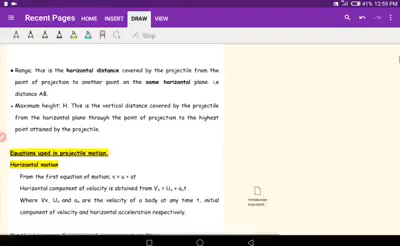 41% 12:59 PM
Recent Pages HOME INSERT DRAW VIEW
Stop
• Range; this is the horizontal distance covered by the projectile from the
point of projection to another point on the same horizontal plane. i.e
distance AB.
• Maximum height; H. This is the vertical distance covered by the projectile
from the horizontal plane through the point of projection to the highest
point attained by the projectile.
Equations used in projectile motion.
Horizontal motion
From the first equation of motion; v = u + at
Horizontal component of velocity is obtained from Vₓ = Uₓ + aₓt.
Where Vx, Uₓ and aₓ are the velocity of a body at any time t, initial
component of velocity and horizontal acceleration respectively.